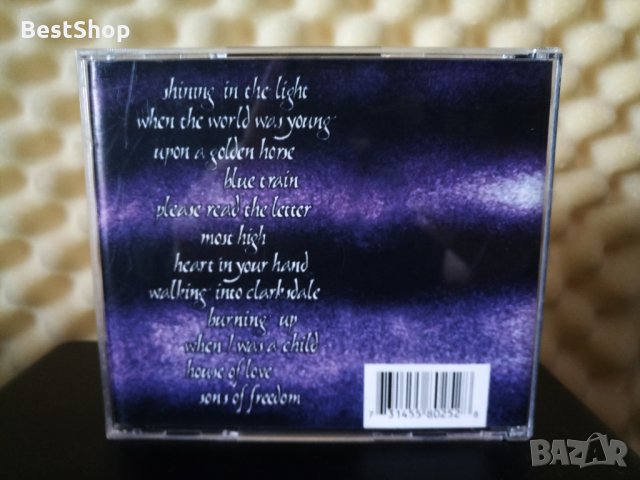 BestShop
shining in the light
when the world was young
upon a golden horse
blue train
please read the letter
most high
heart in your hand
walking into clarksdale
burning up
when I was a child
house of love
sons of freedom
7 31455 80252 8
BAZAR